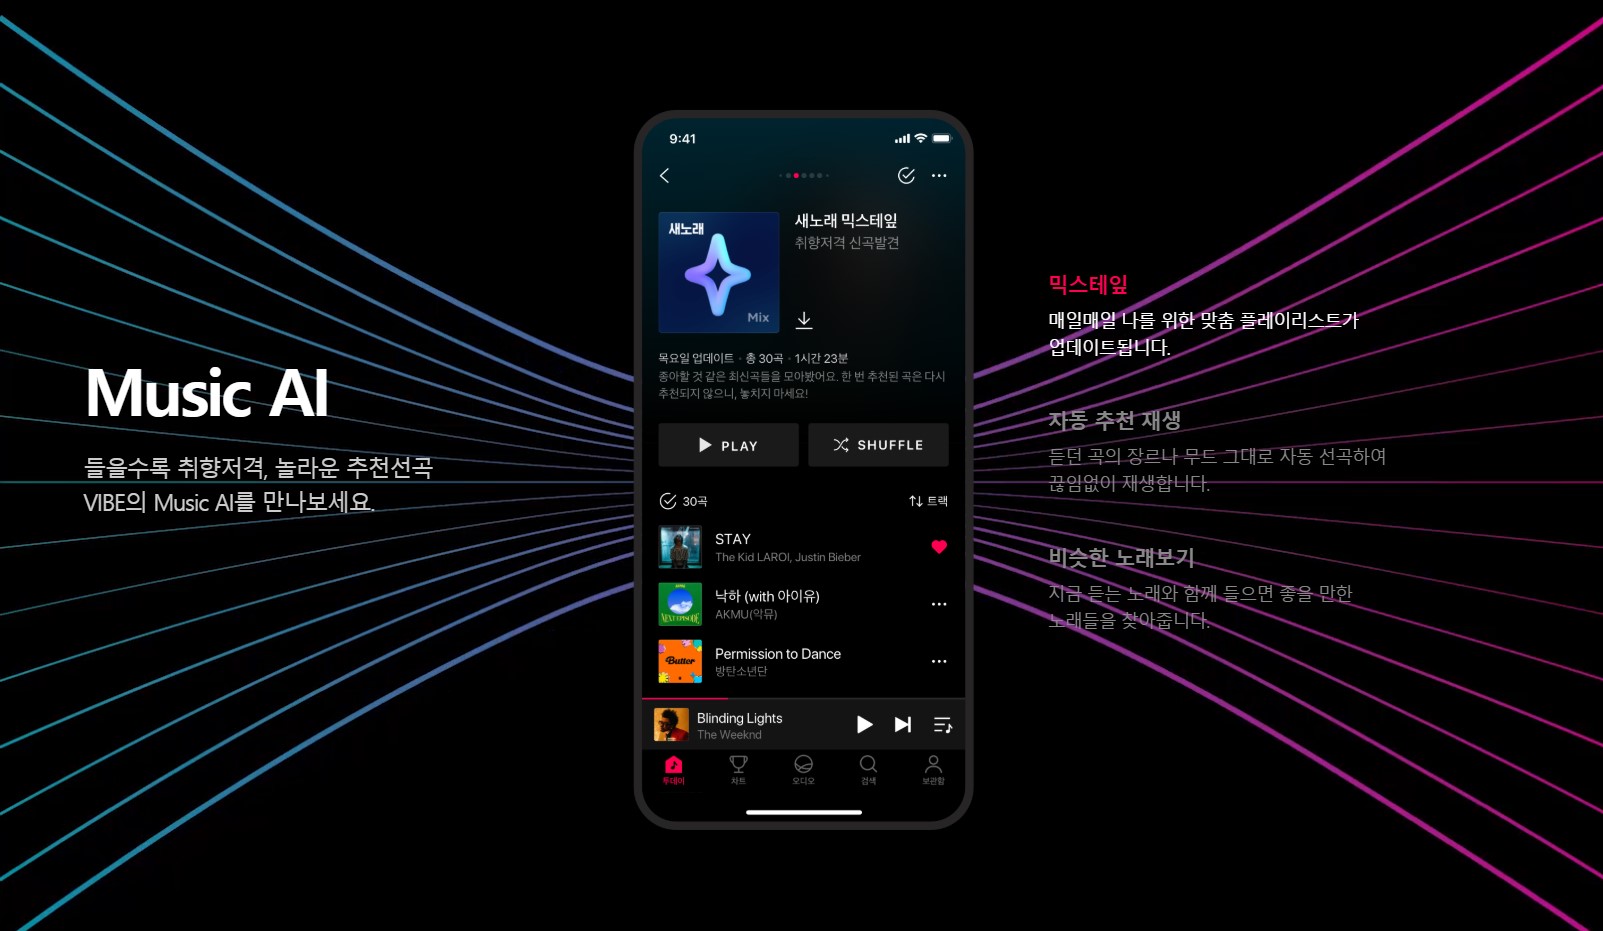 Music AI
들을수록 취향저격, 놀라운 추천선곡
VIBE의 Music AI를 만나보세요.
9:41
새노래
Mix
새노래 믹스테잎
취향저격 신곡발견
목요일 업데이트 · 총 30곡 · 1시간 23분
좋아할 것 같은 최신곡들을 모아봤어요. 한 번 추천된 곡은 다시
추천되지 않으니, 놓치지 마세요!
PLAY
SHUFFLE
30곡
트랙
STAY
The Kid LAROI, Justin Bieber
NEXT EPISODE
낙하 (with 아이유)
AKMU(악뮤)
Butter
Permission to Dance
방탄소년단
Blinding Lights
The Weeknd
투데이
차트
오디오
검색
보관함
믹스테잎
매일매일 나를 위한 맞춤 플레이리스트가
업데이트됩니다.
자동 추천 재생
듣던 곡의 장르나 무드 그대로 자동 선곡하여
끊임없이 재생합니다.
비슷한 노래보기
지금 듣는 노래와 함께 들으면 좋을 만한
노래들을 찾아줍니다.